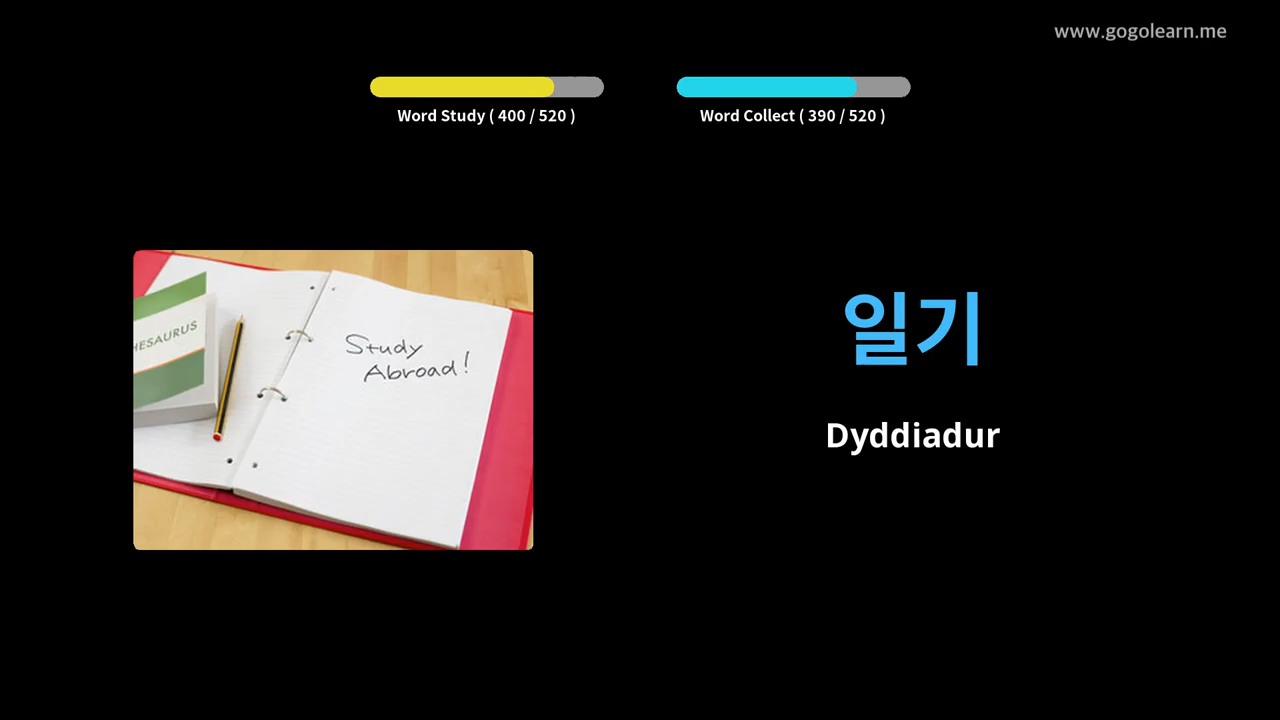 www.gogolearn.me
Word Study ( 400 / 520 )
Word Collect ( 390 / 520 )
HESAURUS
Study
Abroad!
일기
Dyddiadur